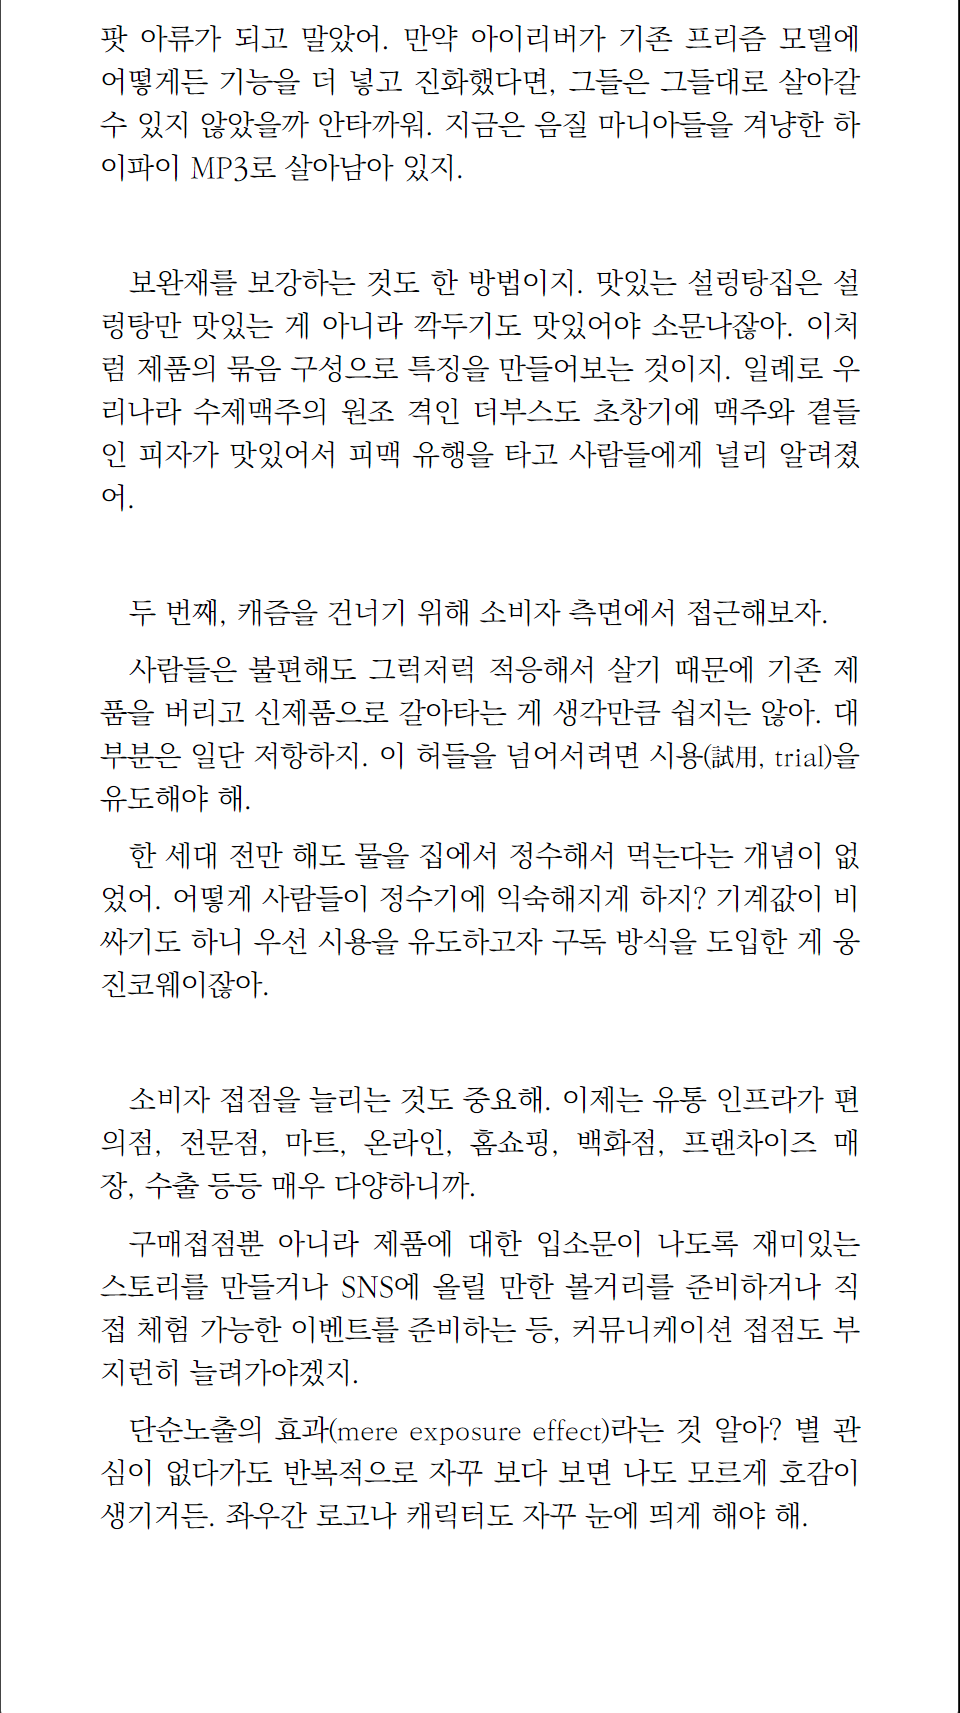 팟 아류가 되고 말았어. 만약 아이리버가 기존 프리즘 모델에
어떻게든 기능을 더 넣고 진화했다면, 그들은 그들대로 살아갈
수 있지 않았을까 안타까워. 지금은 음질 마니아들을 겨냥한 하
이파이 MP3로 살아남아 있지.
보완재를 보강하는 것도 한 방법이지. 맛있는 설렁탕집은 설
렁탕만 맛있는 게 아니라 깍두기도 맛있어야 소문나잖아. 이처
럼 제품의 묶음 구성으로 특징을 만들어보는 것이지. 일례로 우
리나라 수제맥주의 원조 격인 더부스도 초창기에 맥주와 곁들
인 피자가 맛있어서 피맥 유행을 타고 사람들에게 널리 알려졌
어.
두 번째, 캐즘을 건너기 위해 소비자 측면에서 접근해보자.
사람들은 불편해도 그럭저럭 적응해서 살기 때문에 기존 제
품을 버리고 신제품으로 갈아타는 게 생각만큼 쉽지는 않아. 대
부분은 일단 저항하지. 이 허들을 넘어서려면 시용(試用, trial)을
유도해야 해.
한 세대 전만 해도 물을 집에서 정수해서 먹는다는 개념이 없
었어. 어떻게 사람들이 정수기에 익숙해지게 하지? 기계값이 비
싸기도 하니 우선 시용을 유도하고자 구독 방식을 도입한 게 웅
진코웨이잖아.
소비자 접점을 늘리는 것도 중요해. 이제는 유통 인프라가 편
의점, 전문점, 마트, 온라인, 홈쇼핑, 백화점, 프랜차이즈 매
장, 수출 등등 매우 다양하니까.
구매접점뿐 아니라 제품에 대한 입소문이 나도록 재미있는
스토리를 만들거나 SNS에 올릴 만한 볼거리를 준비하거나 직
접 체험 가능한 이벤트를 준비하는 등, 커뮤니케이션 접점도 부
지런히 늘려가야겠지.
단순노출의 효과(mere exposure effect)라는 것 알아? 별 관
심이 없다가도 반복적으로 자꾸 보다 보면 나도 모르게 호감이
생기거든. 좌우간 로고나 캐릭터도 자꾸 눈에 띄게 해야 해.